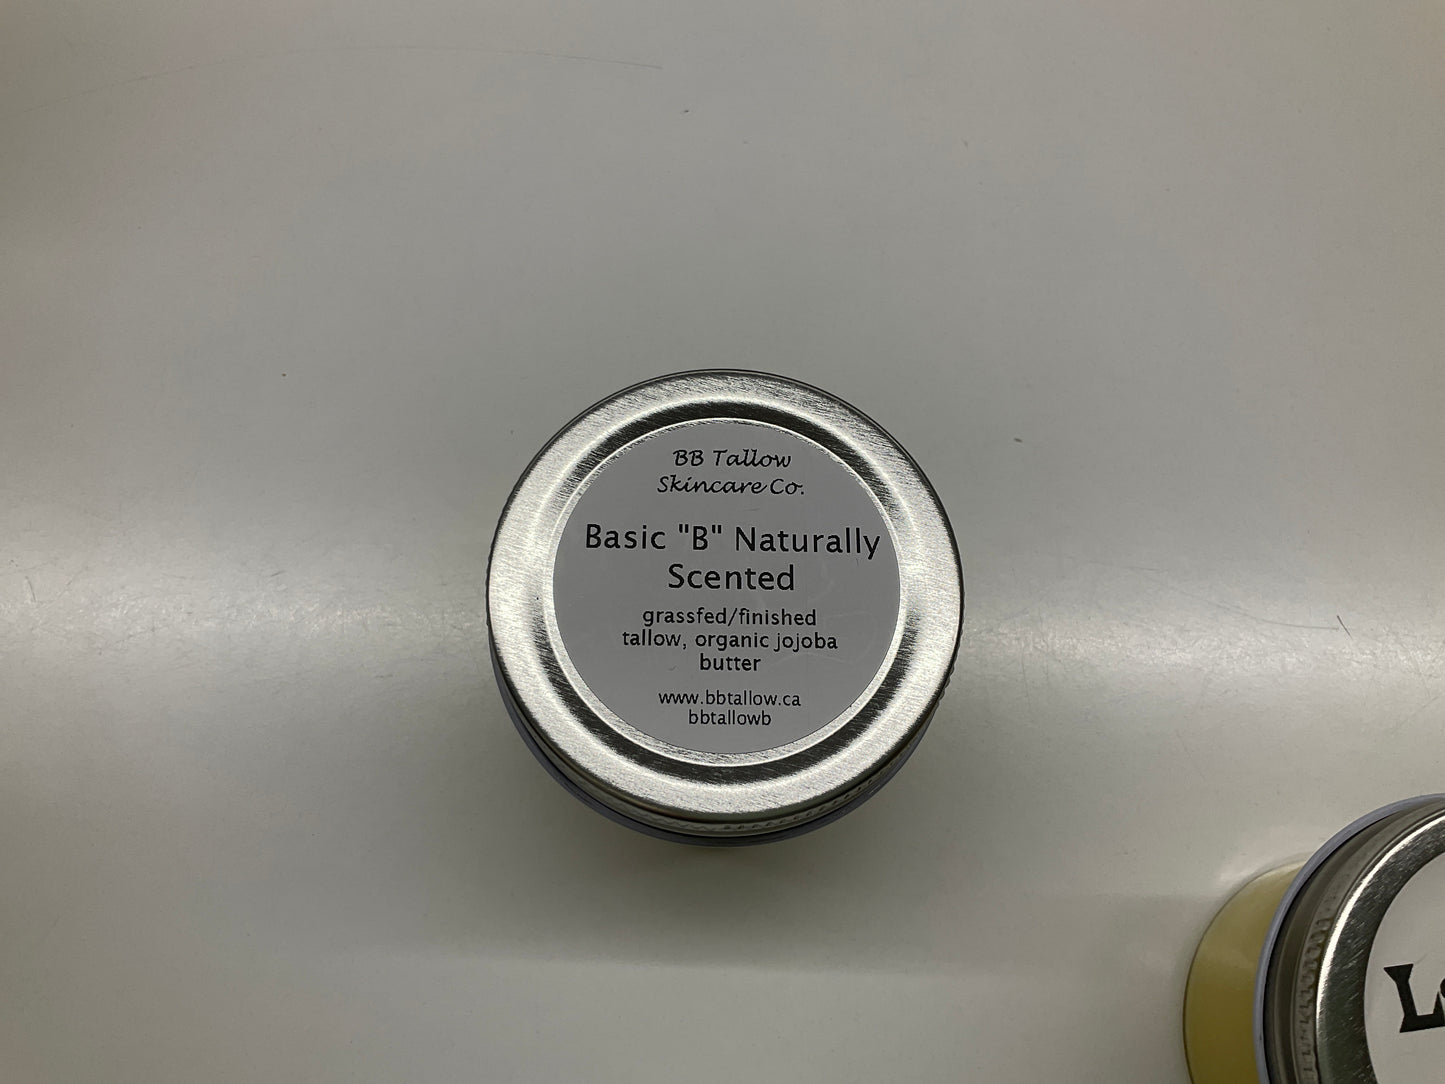 BB Tallow
Skincare Co.
Basic "B" Naturally
Scented
grassfed/finished
tallow, organic jojoba
butter
www.bbtallow.ca
bbtallowb